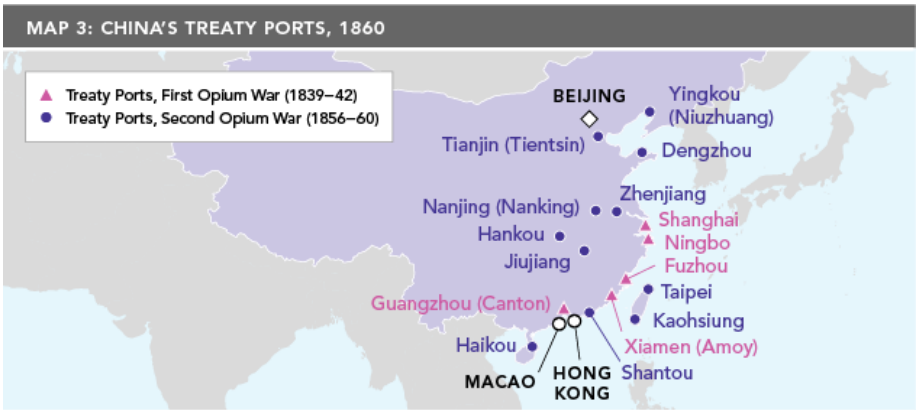 MAP 3: CHINA'S TREATY PORTS, 1860
Treaty Ports, First Opium War (1839–42)
Treaty Ports, Second Opium War (1856–60)
BEIJING
Yingkou
(Niuzhuang)
Tianjin (Tientsin)
Dengzhou
Zhenjiang
Nanjing (Nanking)
Shanghai
Hankou
Ningbo
Jiujiang
Fuzhou
Taipei
Guangzhou (Canton)
Kaohsiung
Haikou
Xiamen (Amoy)
MACAO
HONG
KONG
Shantou